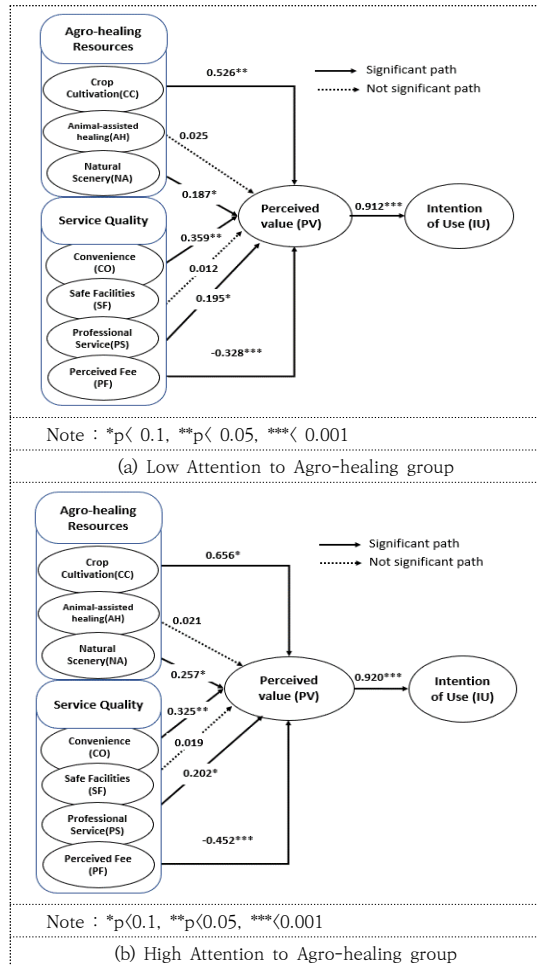 Agro-healing
Resources
Crop
Cultivation(CC)
Animal-assisted
healing(AH)
Natural
Scenery(NA)
Service Quality
Convenience
(CO)
Safe Facilities
(SF)
Professional
Service(PS)
Perceived Fee
(PF)
0.526**
0.025
0.187*
0.359**
0.012
0.195*
-0.328***
Perceived
value (PV)
0.912***
Intention
of Use (IU)
Significant path
Not significant path
Note : *p< 0.1, **p< 0.05, ***< 0.001
(a) Low Attention to Agro-healing group
Agro-healing
Resources
Crop
Cultivation(CC)
Animal-assisted
healing(AH)
Natural
Scenery(NA)
Service Quality
Convenience
(CO)
Safe Facilities
(SF)
Professional
Service(PS)
Perceived Fee
(PF)
0.656*
0.021
0.257*
0.325**
0.019
0.202*
-0.452***
Perceived
value (PV)
0.920***
Intention
of Use (IU)
Significant path
Not significant path
Note : *p<0.1, **p<0.05, ***<0.001
(b) High Attention to Agro-healing group